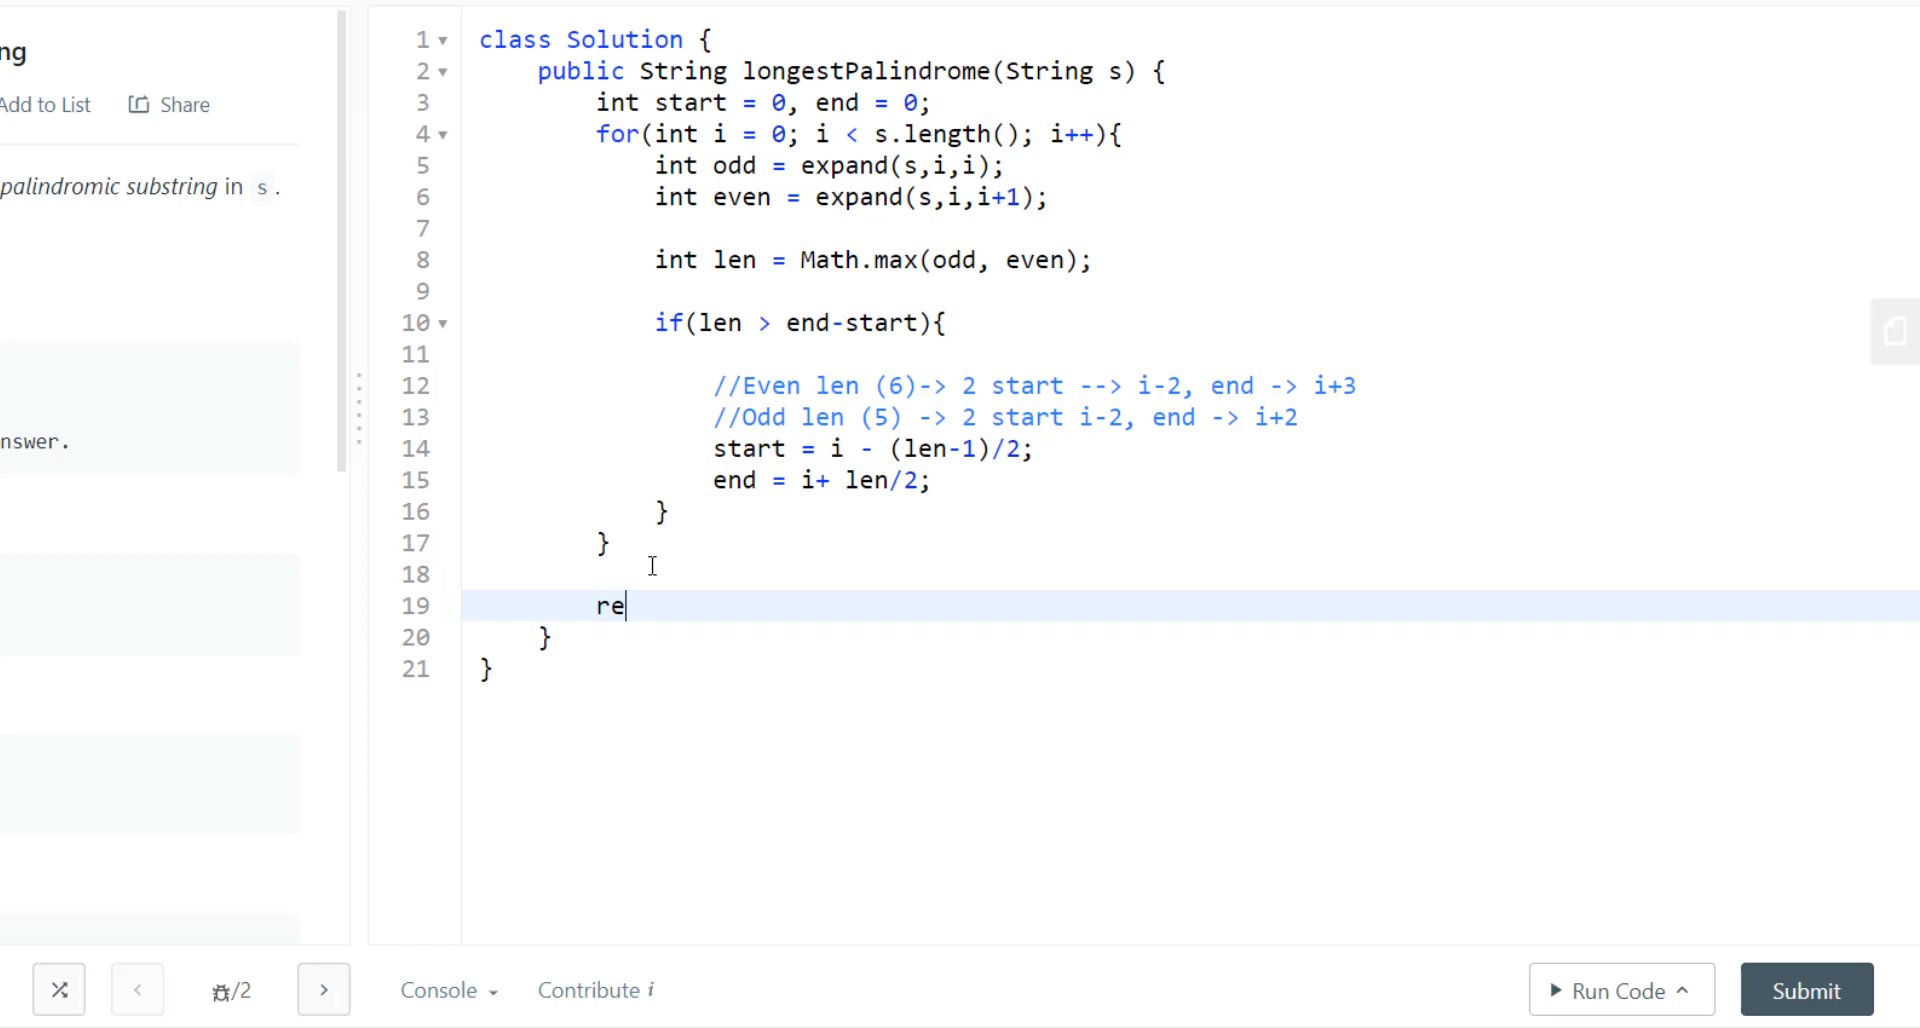 ng
Add to List Share
palindromic substring in s .
nswer.
/2
1 class Solution {
2 public String longestPalindrome(String s) {
3 int start = 0, end = 0;
4 for(int i = 0; i < s.length(); i++){
5 int odd = expand(s,i,i);
6 int even = expand(s,i,i+1);
7
8 int len = Math.max(odd, even);
9
10 if(len > end-start){
11
12 //Even len (6)-> 2 start --> i-2, end -> i+3
13 //Odd len (5) -> 2 start i-2, end -> i+2
14 start = i - (len-1)/2;
15 end = i+ len/2;
16 }
17 }
18
19 re
20 }
21 }
Console Contribute i
Run Code Submit